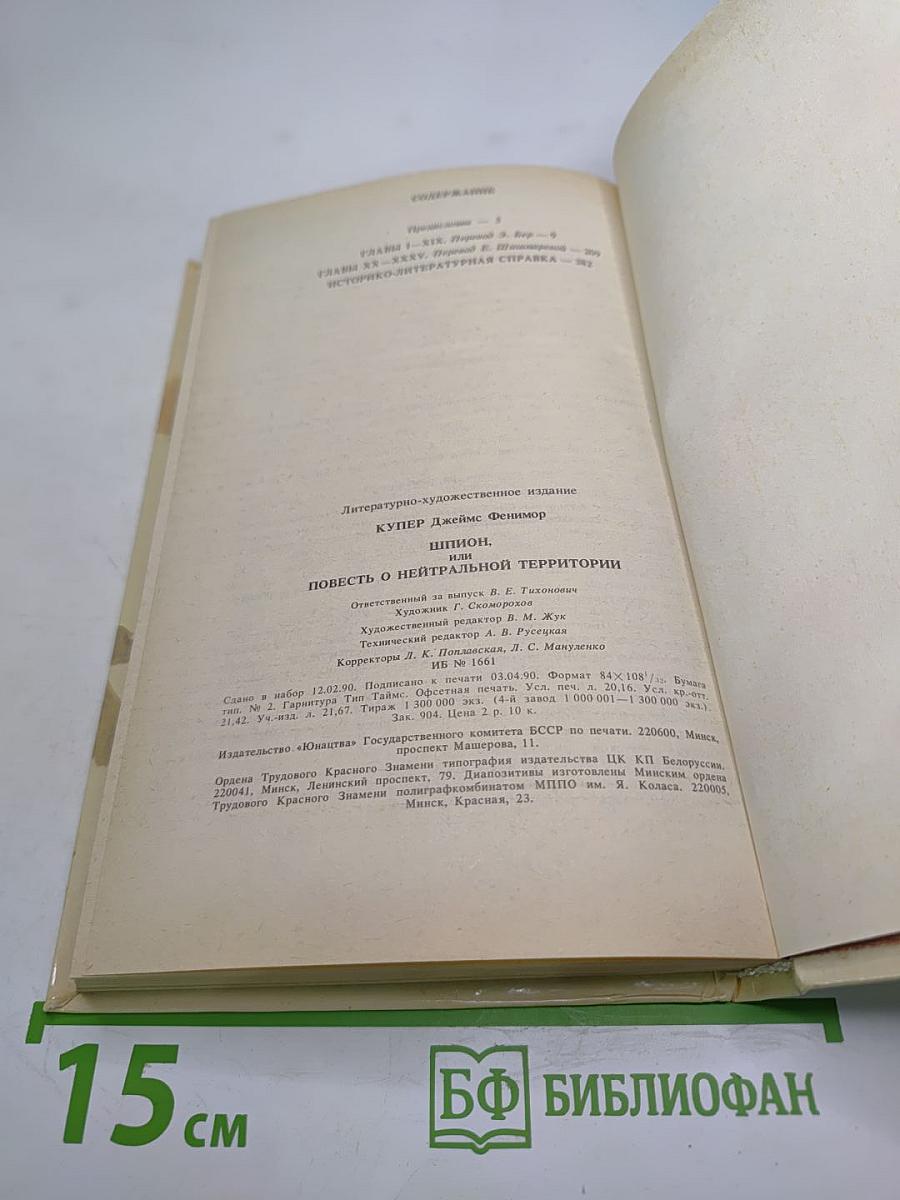 СОДЕРЖАНИЕ
Предисловие — 5
ГЛАВЫ I—XIX. Перевод Э. Бер — 9
ГЛАВЫ XX—XXXV. Перевод Е. Шишмаревой — 209
ИСТОРИКО-ЛИТЕРАТУРНАЯ СПРАВКА — 382
Литературно-художественное издание
КУПЕР Джеймс Фенимор
ШПИОН,
или
ПОВЕСТЬ О НЕЙТРАЛЬНОЙ ТЕРРИТОРИИ
Ответственный за выпуск В. Е. Тихонович
Художник Г. Скоморохов
Художественный редактор В. М. Жук
Технический редактор А. В. Русецкая
Корректоры Л. К. Поплавская, Л. С. Мануленко
ИБ № 1661
Сдано в набор 12.02.90. Подписано к печати 03.04.90. Формат 84×108¹/₃₂. Бумага
тип. № 2. Гарнитура Тип Таймс. Офсетная печать. Усл. печ. л. 20,16. Усл. кр.-отт.
21,42. Уч.-изд. л. 21,67. Тираж 1 300 000 экз. (4-й завод 1 000 001—1 300 000 экз.).
Зак. 904. Цена 2 р. 10 к.
Издательство «Юнацтва» Государственного комитета БССР по печати. 220600, Минск,
проспект Машерова, 11.
Ордена Трудового Красного Знамени типография издательства ЦК КП Белоруссии.
220041, Минск, Ленинский проспект, 79. Диапозитивы изготовлены Минским ордена
Трудового Красного Знамени полиграфкомбинатом МППО им. Я. Коласа. 220005,
Минск, Красная, 23.
15 см
БФ БИБЛИОФАН